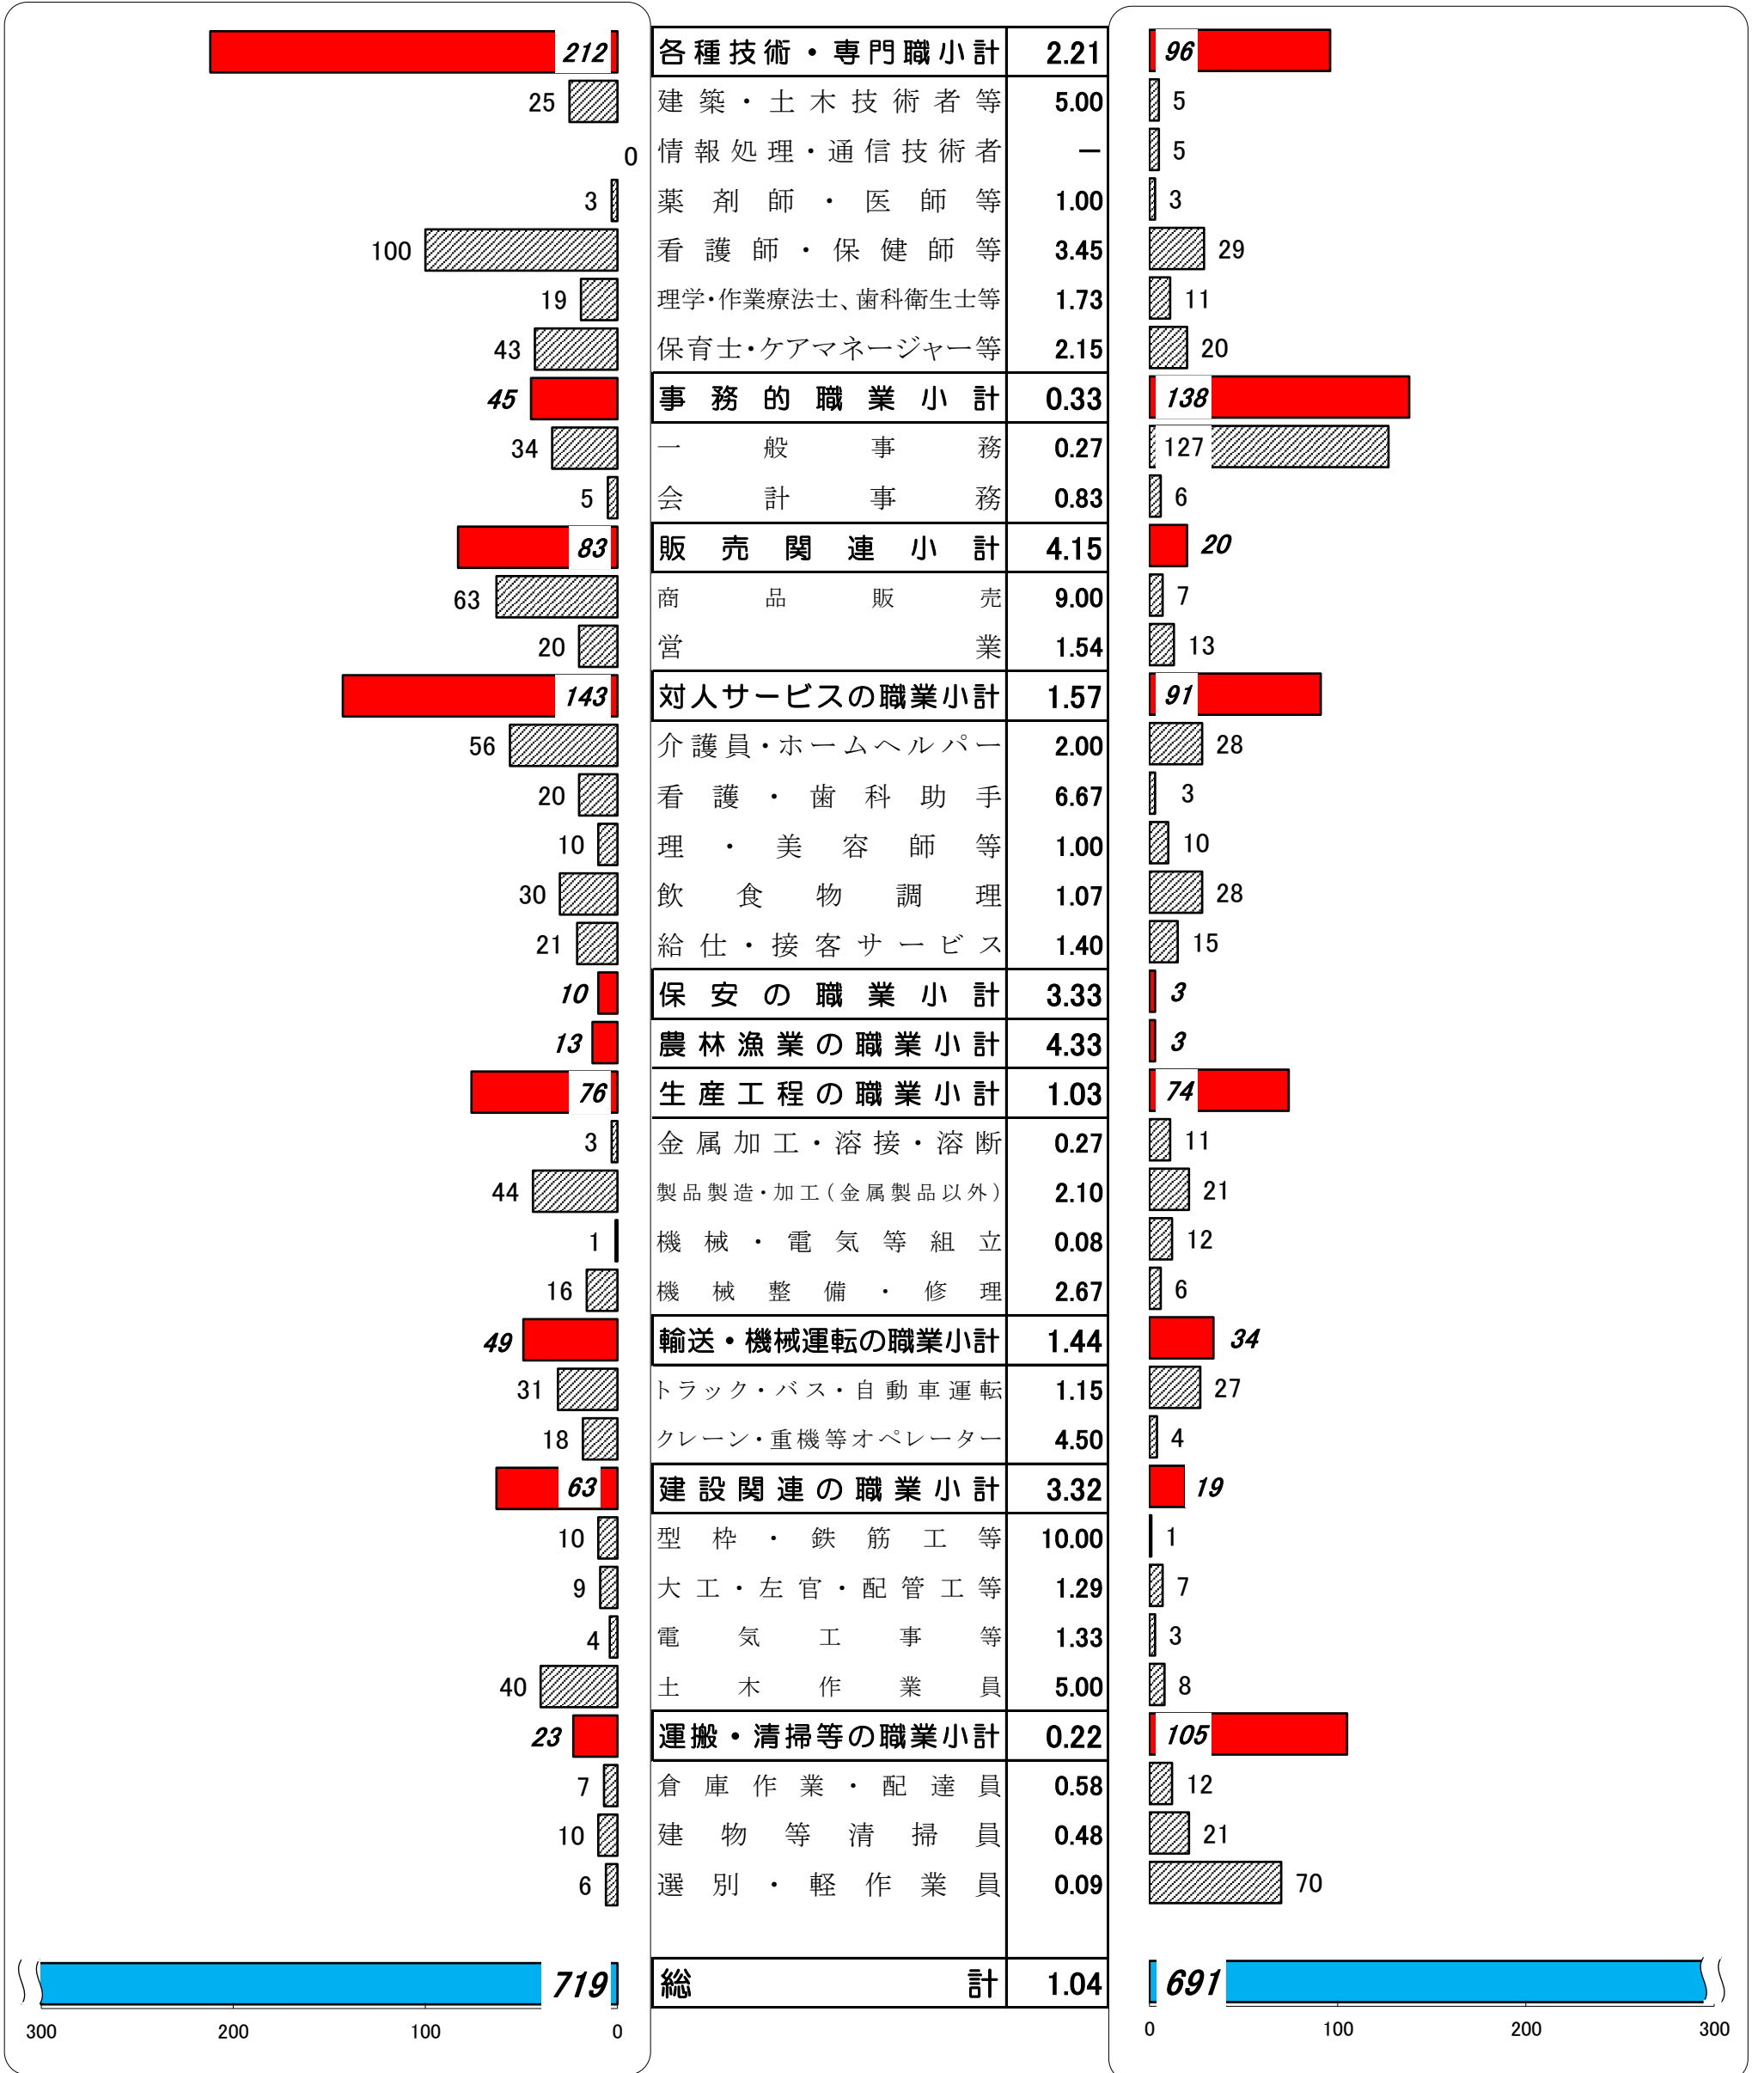 212 各種技術・専門職小計 2.21 96
25 建築・土木技術者等 5.00 5
0 情報処理・通信技術者 － 5
3 薬剤師・医師等 1.00 3
100 看護師・保健師等 3.45 29
19 理学・作業療法士、歯科衛生士等 1.73 11
43 保育士・ケアマネージャー等 2.15 20
45 事務的職業小計 0.33 138
34 一般事務 0.27 127
5 会計事務 0.83 6
83 販売関連小計 4.15 20
63 商品販売 9.00 7
20 営業 1.54 13
143 対人サービスの職業小計 1.57 91
56 介護員・ホームヘルパー 2.00 28
20 看護・歯科助手 6.67 3
10 理・美容師等 1.00 10
30 飲食物調理 1.07 28
21 給仕・接客サービス 1.40 15
10 保安の職業小計 3.33 3
13 農林漁業の職業小計 4.33 3
76 生産工程の職業小計 1.03 74
3 金属加工・溶接・溶断 0.27 11
44 製品製造・加工(金属製品以外) 2.10 21
1 機械・電気等組立 0.08 12
16 機械整備・修理 2.67 6
49 輸送・機械運転の職業小計 1.44 34
31 トラック・バス・自動車運転 1.15 27
18 クレーン・重機等オペレーター 4.50 4
63 建設関連の職業小計 3.32 19
10 型枠・鉄筋工等 10.00 1
9 大工・左官・配管工等 1.29 7
4 電気工事等 1.33 3
40 土木作業員 5.00 8
23 運搬・清掃等の職業小計 0.22 105
7 倉庫作業・配達員 0.58 12
10 建物等清掃員 0.48 21
6 選別・軽作業員 0.09 70
719 総計 1.04 691
300 200 100 0 0 100 200 300